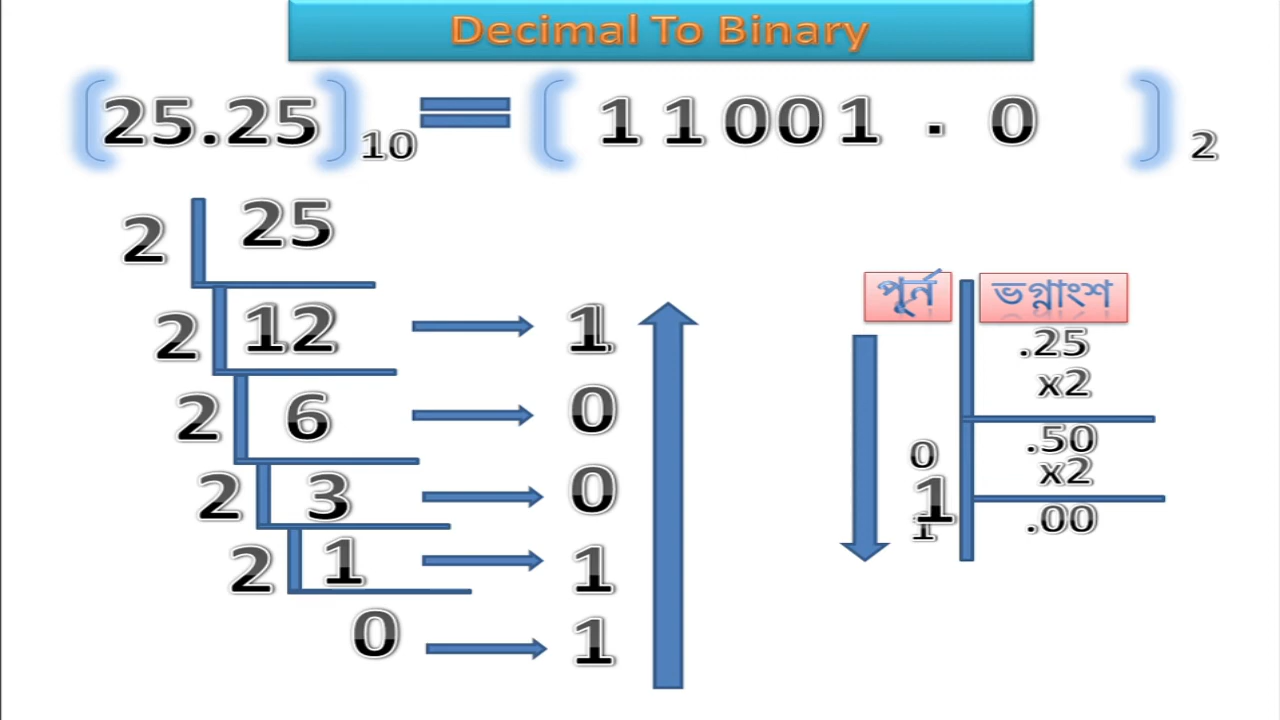 Decimal To Binary
(25.25)10 = (11001.0 )2
2 25
2 12 → 1
2 6 → 0
2 3 → 0
2 1 → 1
0 → 1
পূর্ন ভগ্নাংশ
.25
x2
0 .50
x2
1
1 .00